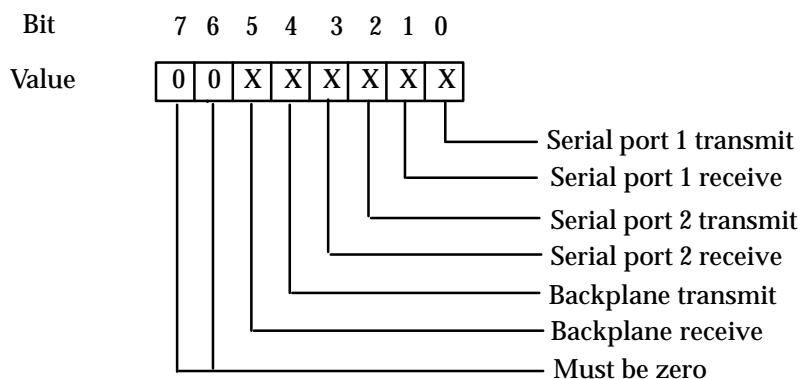 Bit 7 6 5 4 3 2 1 0
Value 0 0 X X X X X X
Serial port 1 transmit
Serial port 1 receive
Serial port 2 transmit
Serial port 2 receive
Backplane transmit
Backplane receive
Must be zero